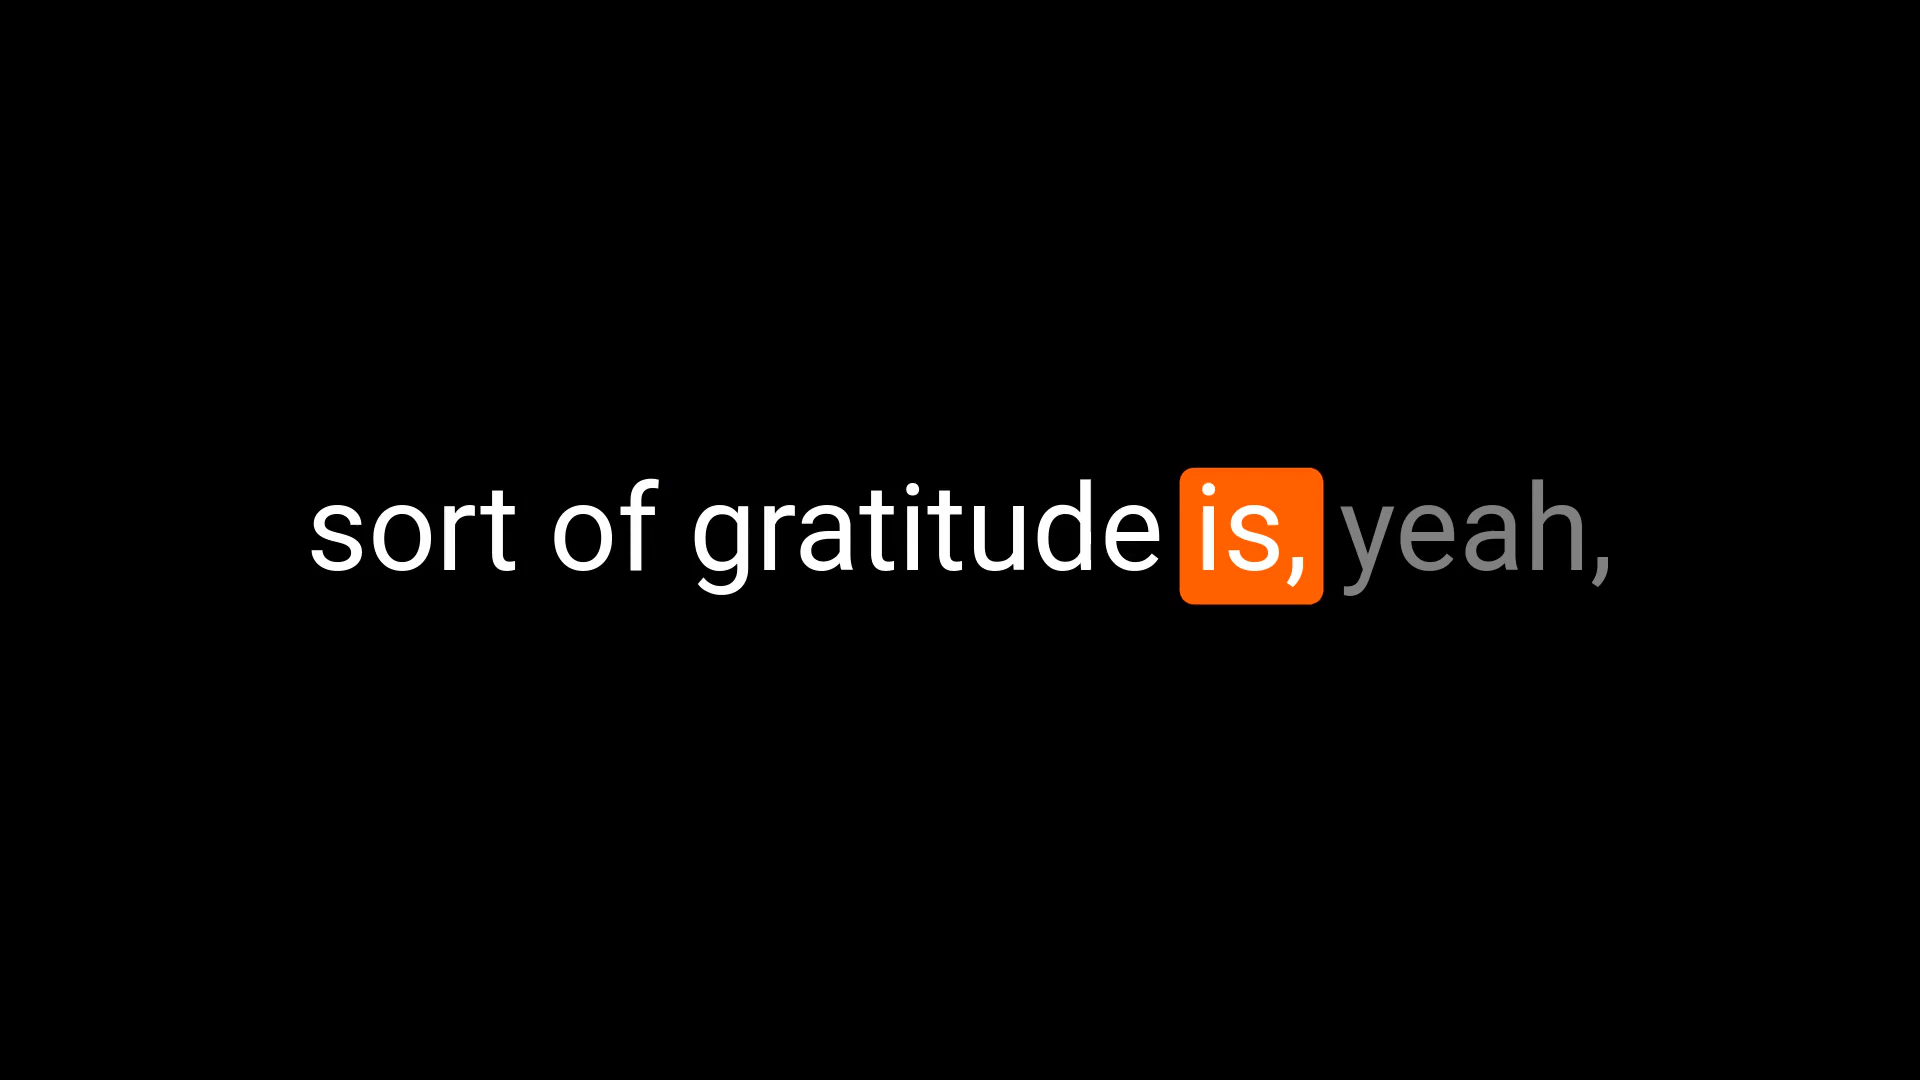 sort of gratitude is, yeah,